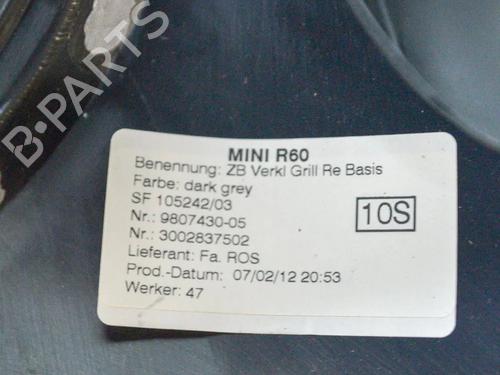 B-PARTS
MINI R60
Benennung: ZB Verkl Grill Re Basis
Farbe: dark grey
SF 105242/03
10S
Nr.: 9807430-05
Nr.: 3002837502
Lieferant: Fa. ROS
Prod.-Datum: 07/02/12 20:53
Werker: 47